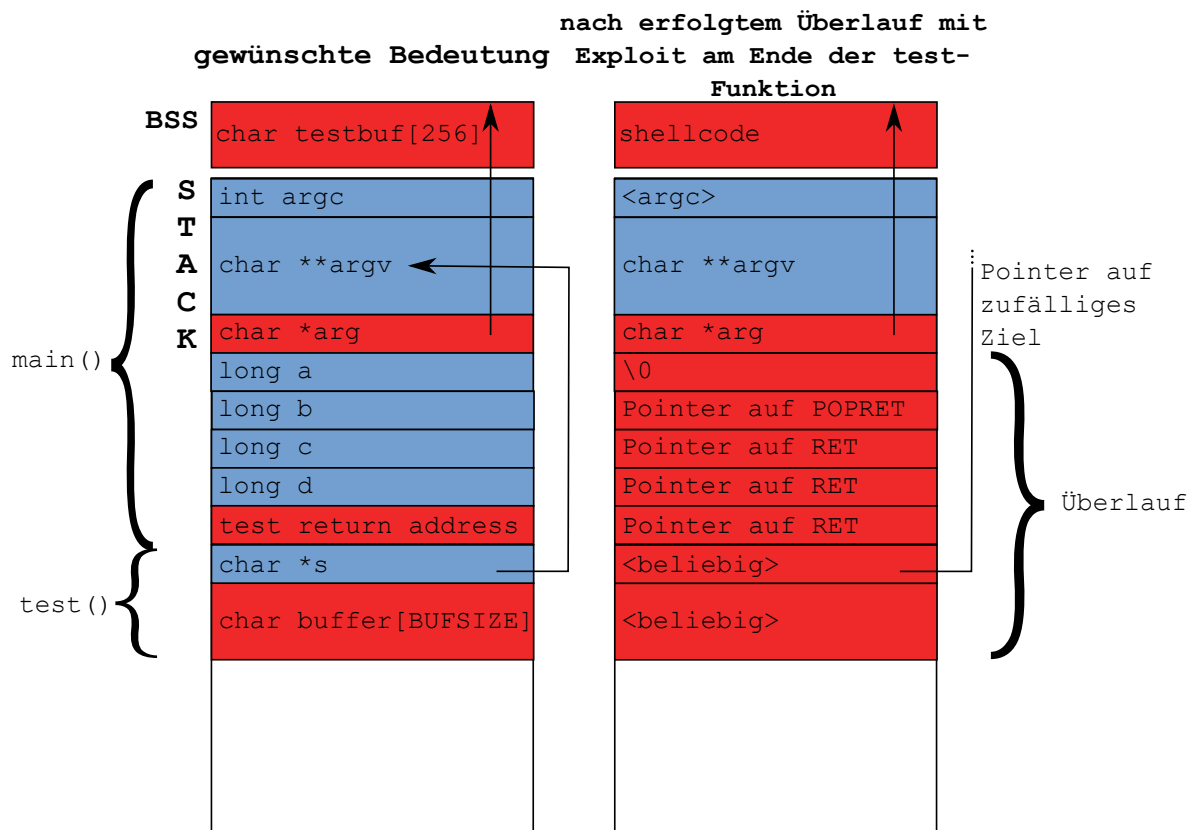 gewünschte Bedeutung
nach erfolgtem Überlauf mit
Exploit am Ende der test-
Funktion
BSS
char testbuf[256]
shellcode
S
T
A
C
K
main()
int argc
char **argv
char *arg
long a
long b
long c
long d
test return address
test()
char *s
char buffer[BUFSIZE]
<argc>
char **argv
char *arg
\0
Pointer auf POPRET
Pointer auf RET
Pointer auf RET
Pointer auf RET
<beliebig>
<beliebig>
Pointer auf
zufälliges
Ziel
Überlauf